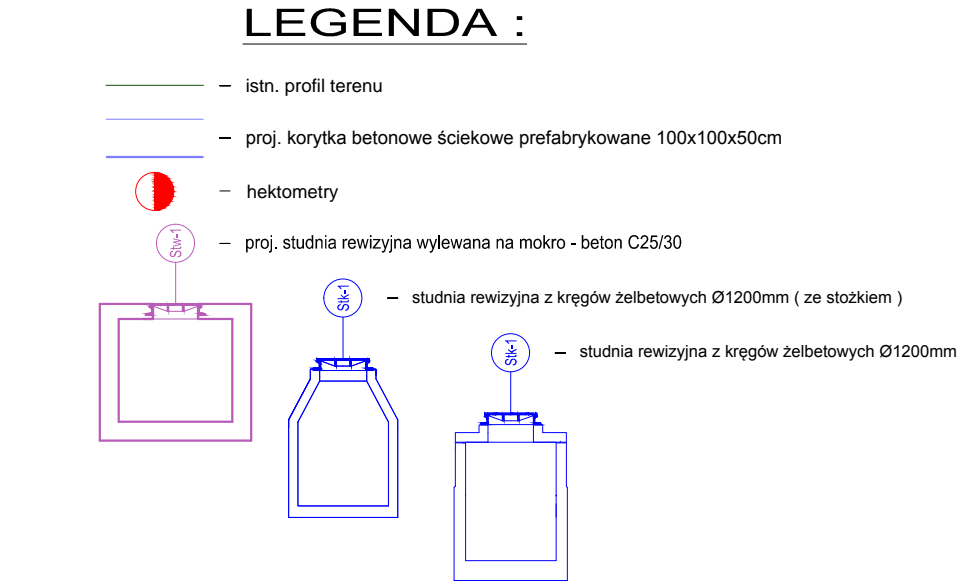 LEGENDA :
– istn. profil terenu
– proj. korytka betonowe ściekowe prefabrykowane 100x100x50cm
– hektometry
Stw-1
– proj. studnia rewizyjna wylewana na mokro - beton C25/30
Stk-1
– studnia rewizyjna z kręgów żelbetowych Ø1200mm ( ze stożkiem )
Stk-1
– studnia rewizyjna z kręgów żelbetowych Ø1200mm